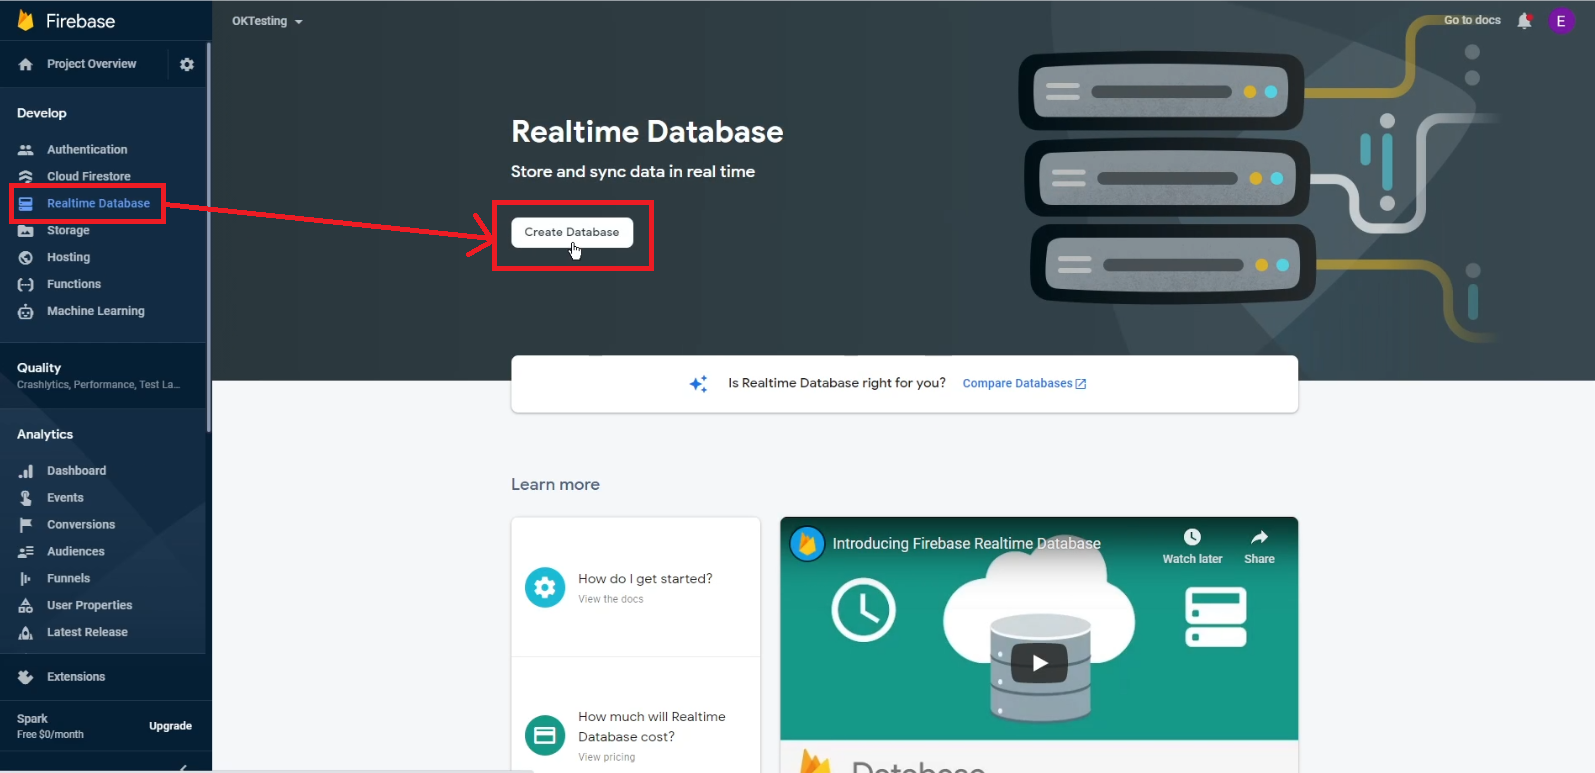 Firebase
Project Overview
Develop
Authentication
Cloud Firestore
Realtime Database
Storage
Hosting
Functions
Machine Learning
Quality
Crashlytics, Performance, Test La...
Analytics
Dashboard
Events
Conversions
Audiences
Funnels
User Properties
Latest Release
Extensions
Spark
Free $0/month
Upgrade
OKTesting
Go to docs
E
Realtime Database
Store and sync data in real time
Create Database
Is Realtime Database right for you? Compare Databases
Learn more
How do I get started?
View the docs
How much will Realtime
Database cost?
View pricing
Introducing Firebase Realtime Database
Watch later
Share
Database